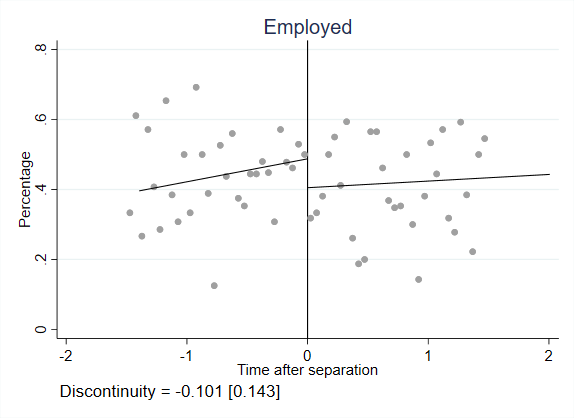 Employed
Percentage
.8
.6
.4
.2
0
-2 -1 0 1 2
Time after separation
Discontinuity = -0.101 [0.143]